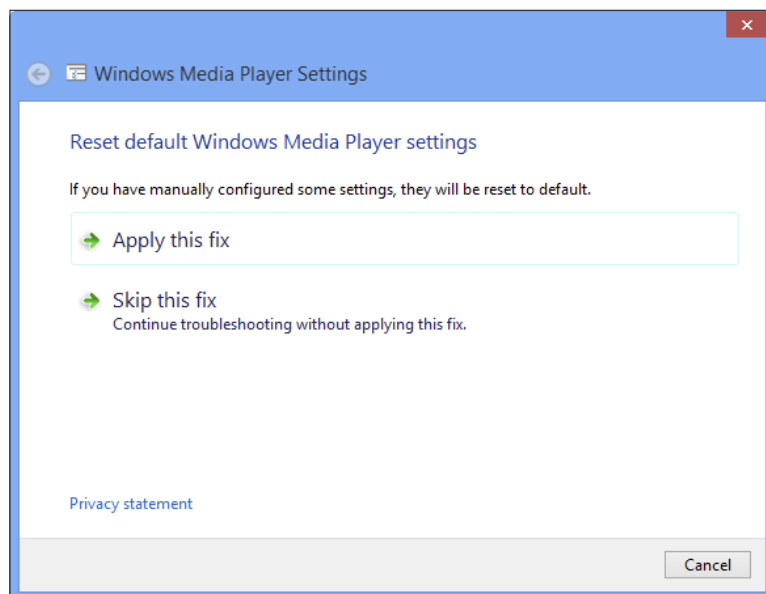 Windows Media Player Settings
Reset default Windows Media Player settings
If you have manually configured some settings, they will be reset to default.
Apply this fix
Skip this fix
Continue troubleshooting without applying this fix.
Privacy statement
Cancel